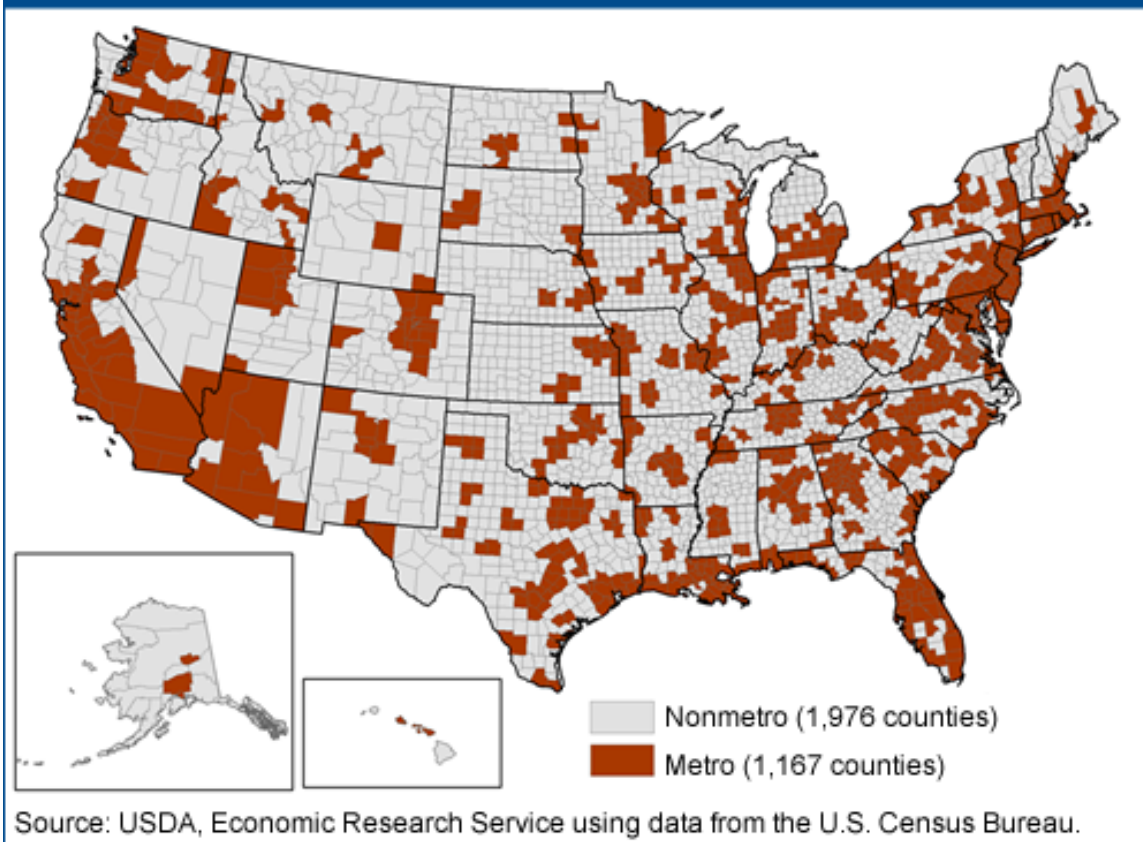 Nonmetro (1,976 counties)
Metro (1,167 counties)
Source: USDA, Economic Research Service using data from the U.S. Census Bureau.